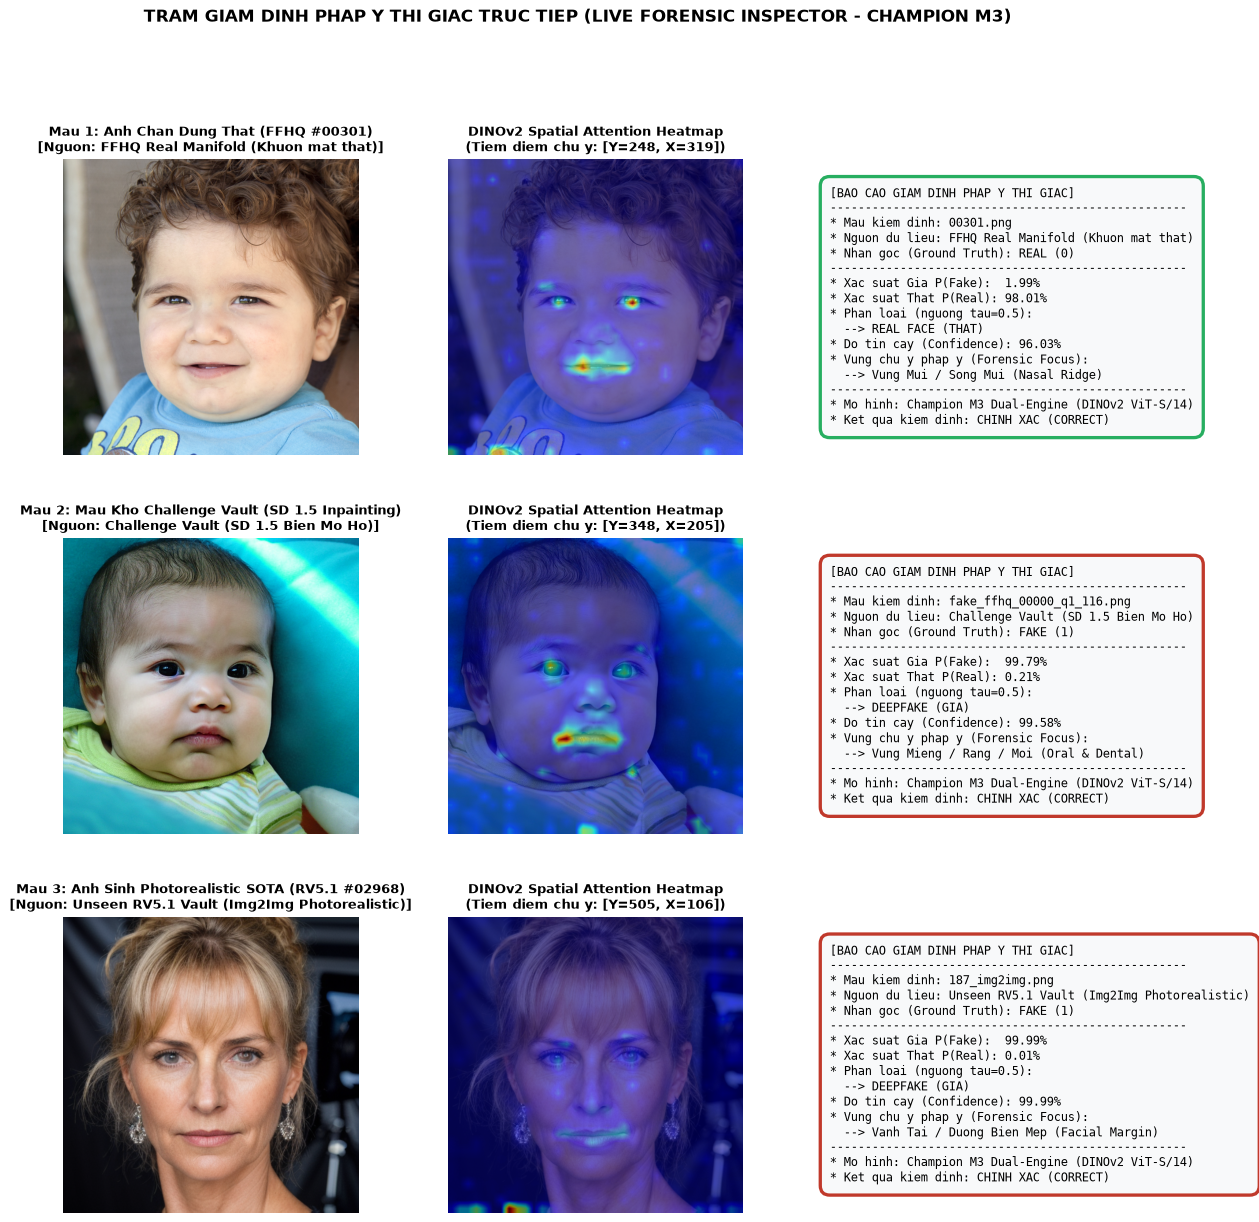 TRAM GIAM DINH PHAP Y THI GIAC TRUC TIEP (LIVE FORENSIC INSPECTOR - CHAMPION M3)
Mau 1: Anh Chan Dung That (FFHQ #00301)
[Nguon: FFHQ Real Manifold (Khuon mat that)]
DINOv2 Spatial Attention Heatmap
(Tiem diem chu y: [Y=248, X=319])
[BAO CAO GIAM DINH PHAP Y THI GIAC]
---------------------------------------------------
* Mau kiem dinh: 00301.png
* Nguon du lieu: FFHQ Real Manifold (Khuon mat that)
* Nhan goc (Ground Truth): REAL (0)
---------------------------------------------------
* Xac suat Gia P(Fake):  1.99%
* Xac suat That P(Real): 98.01%
* Phan loai (nguong tau=0.5):
  --> REAL FACE (THAT)
* Do tin cay (Confidence): 96.03%
* Vung chu y phap y (Forensic Focus):
  --> Vung Mui / Song Mui (Nasal Ridge)
---------------------------------------------------
* Mo hinh: Champion M3 Dual-Engine (DINOv2 ViT-S/14)
* Ket qua kiem dinh: CHINH XAC (CORRECT)
Mau 2: Mau Kho Challenge Vault (SD 1.5 Inpainting)
[Nguon: Challenge Vault (SD 1.5 Bien Mo Ho)]
DINOv2 Spatial Attention Heatmap
(Tiem diem chu y: [Y=348, X=205])
[BAO CAO GIAM DINH PHAP Y THI GIAC]
---------------------------------------------------
* Mau kiem dinh: fake_ffhq_00000_q1_116.png
* Nguon du lieu: Challenge Vault (SD 1.5 Bien Mo Ho)
* Nhan goc (Ground Truth): FAKE (1)
---------------------------------------------------
* Xac suat Gia P(Fake):  99.79%
* Xac suat That P(Real): 0.21%
* Phan loai (nguong tau=0.5):
  --> DEEPFAKE (GIA)
* Do tin cay (Confidence): 99.58%
* Vung chu y phap y (Forensic Focus):
  --> Vung Mieng / Rang / Moi (Oral & Dental)
---------------------------------------------------
* Mo hinh: Champion M3 Dual-Engine (DINOv2 ViT-S/14)
* Ket qua kiem dinh: CHINH XAC (CORRECT)
Mau 3: Anh Sinh Photorealistic SOTA (RV5.1 #02968)
[Nguon: Unseen RV5.1 Vault (Img2Img Photorealistic)]
DINOv2 Spatial Attention Heatmap
(Tiem diem chu y: [Y=505, X=106])
[BAO CAO GIAM DINH PHAP Y THI GIAC]
---------------------------------------------------
* Mau kiem dinh: 187_img2img.png
* Nguon du lieu: Unseen RV5.1 Vault (Img2Img Photorealistic)
* Nhan goc (Ground Truth): FAKE (1)
---------------------------------------------------
* Xac suat Gia P(Fake):  99.99%
* Xac suat That P(Real): 0.01%
* Phan loai (nguong tau=0.5):
  --> DEEPFAKE (GIA)
* Do tin cay (Confidence): 99.99%
* Vung chu y phap y (Forensic Focus):
  --> Vanh Tai / Duong Bien Mep (Facial Margin)
---------------------------------------------------
* Mo hinh: Champion M3 Dual-Engine (DINOv2 ViT-S/14)
* Ket qua kiem dinh: CHINH XAC (CORRECT)